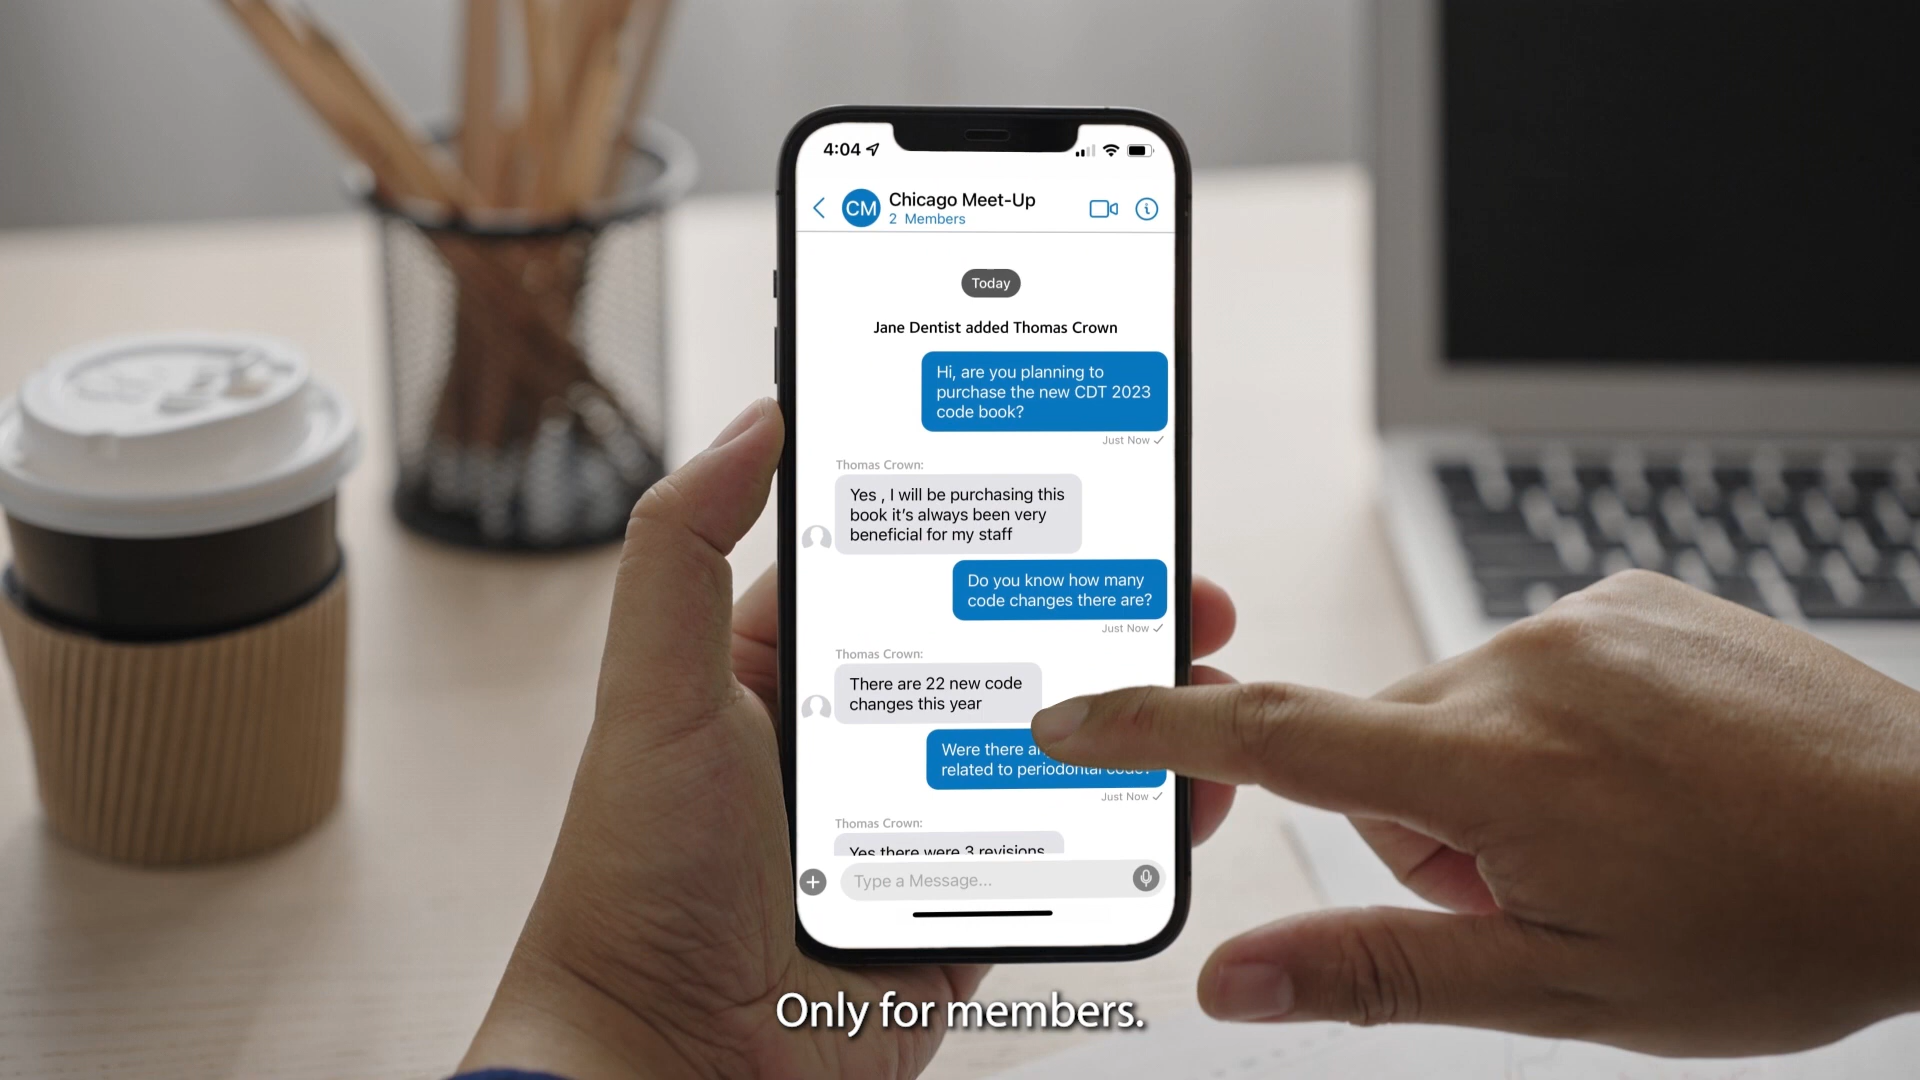 4:04
CM
Chicago Meet-Up
2 Members
Today
Jane Dentist added Thomas Crown
Hi, are you planning to
purchase the new CDT 2023
code book?
Just Now
Thomas Crown:
Yes , I will be purchasing this
book it's always been very
beneficial for my staff
Do you know how many
code changes there are?
Just Now
Thomas Crown:
There are 22 new code
changes this year
Were there
related to periodontal code?
Just Now
Thomas Crown:
Yes there were 3 revisions
Type a Message...
Only for members.